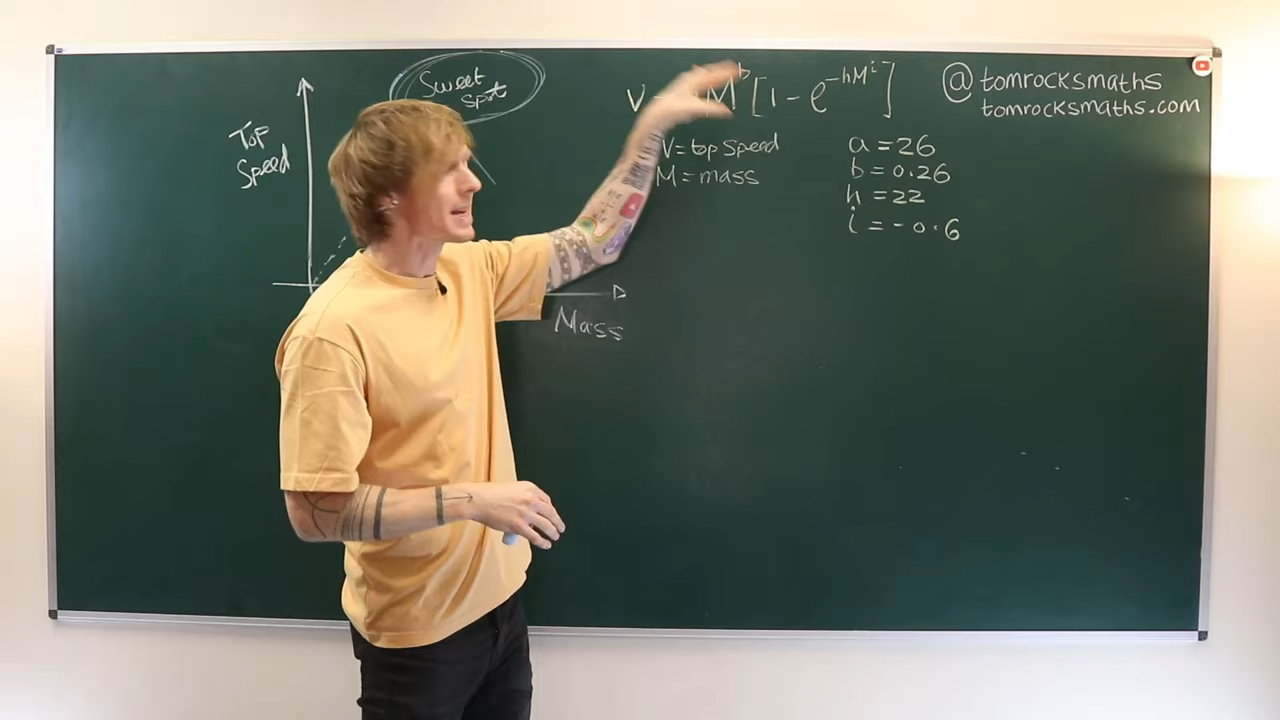 Sweet
spot
Top
Speed
Mass
V M^b [1 - e^{-hM^i}]
V = top speed
M = mass
a = 26
b = 0.26
h = 22
i = -0.6
@ tomrocksmaths
tomrocksmaths.com